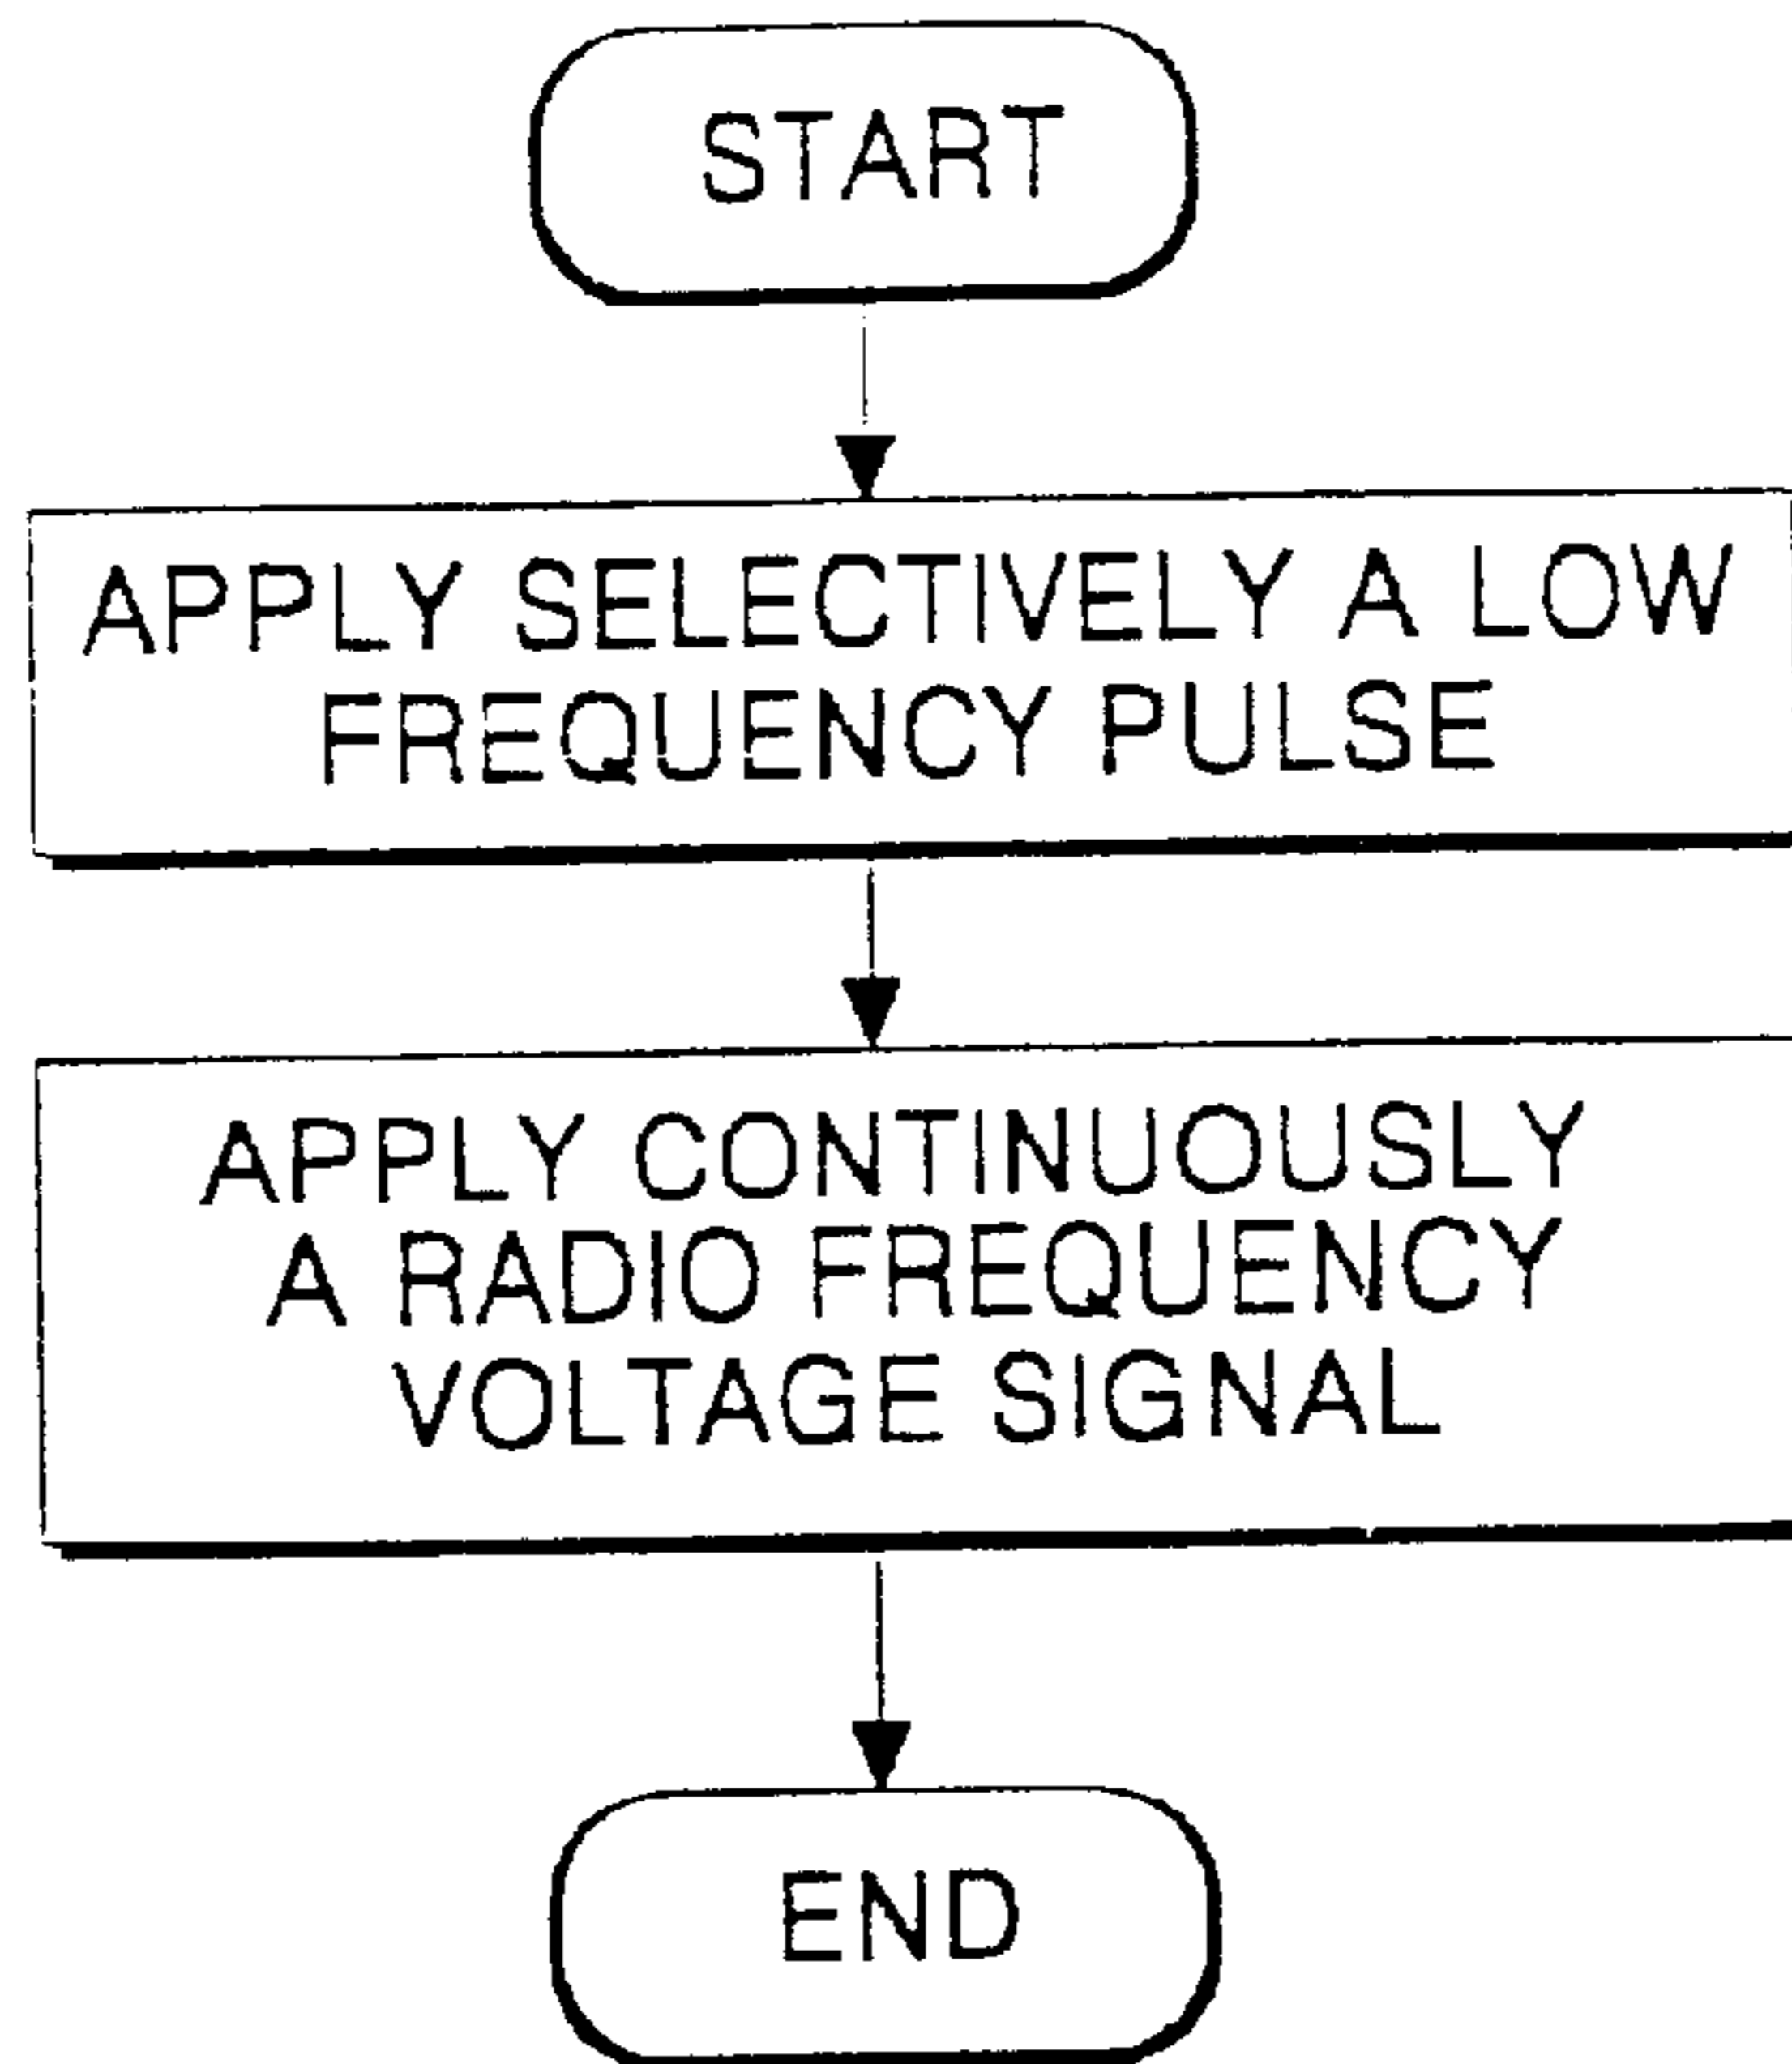 START
APPLY SELECTIVELY A LOW
FREQUENCY PULSE
APPLY CONTINUOUSLY
A RADIO FREQUENCY
VOLTAGE SIGNAL
END